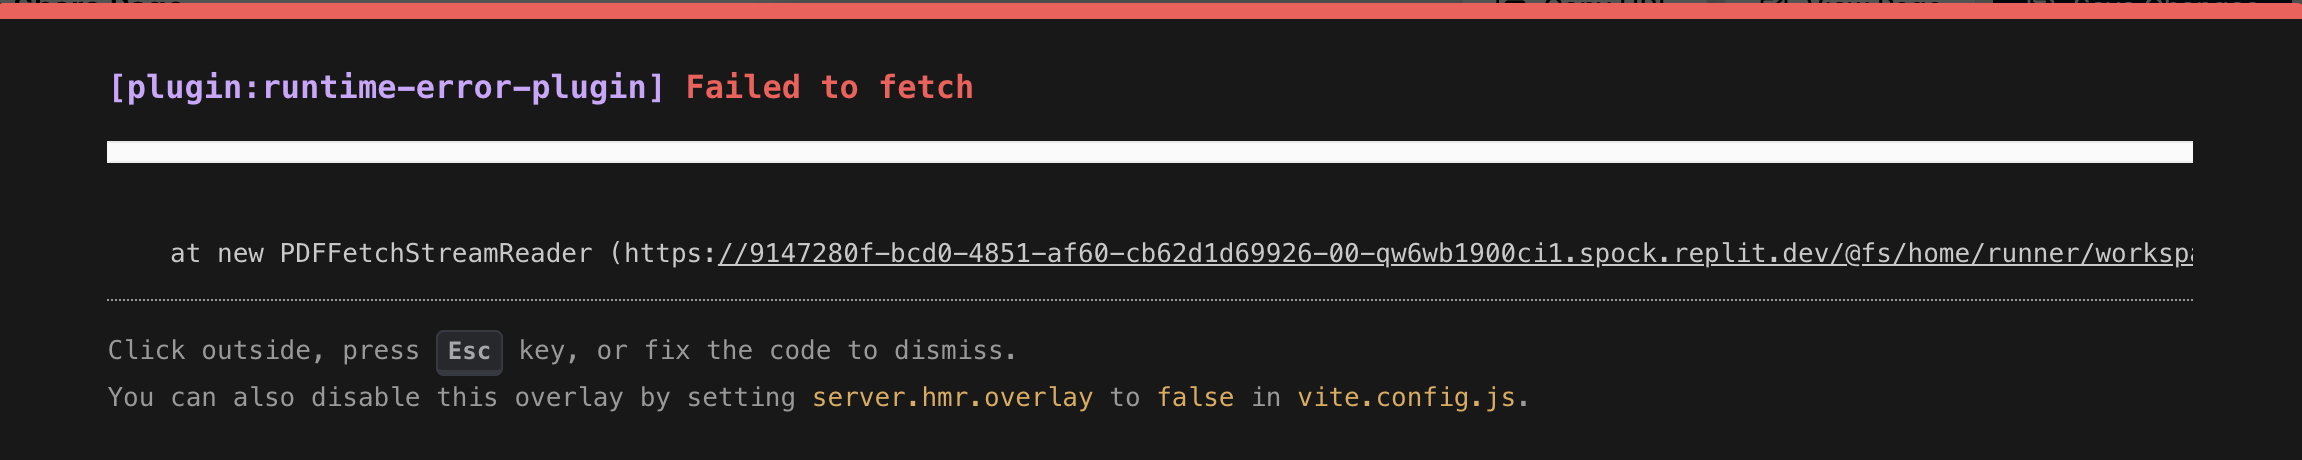 [plugin:runtime-error-plugin] Failed to fetch
at new PDFFetchStreamReader (https://9147280f-bcd0-4851-af60-cb62d1d69926-00-qw6wb1900ci1.spock.replit.dev/@fs/home/runner/workspa
Click outside, press Esc key, or fix the code to dismiss.
You can also disable this overlay by setting server.hmr.overlay to false in vite.config.js.